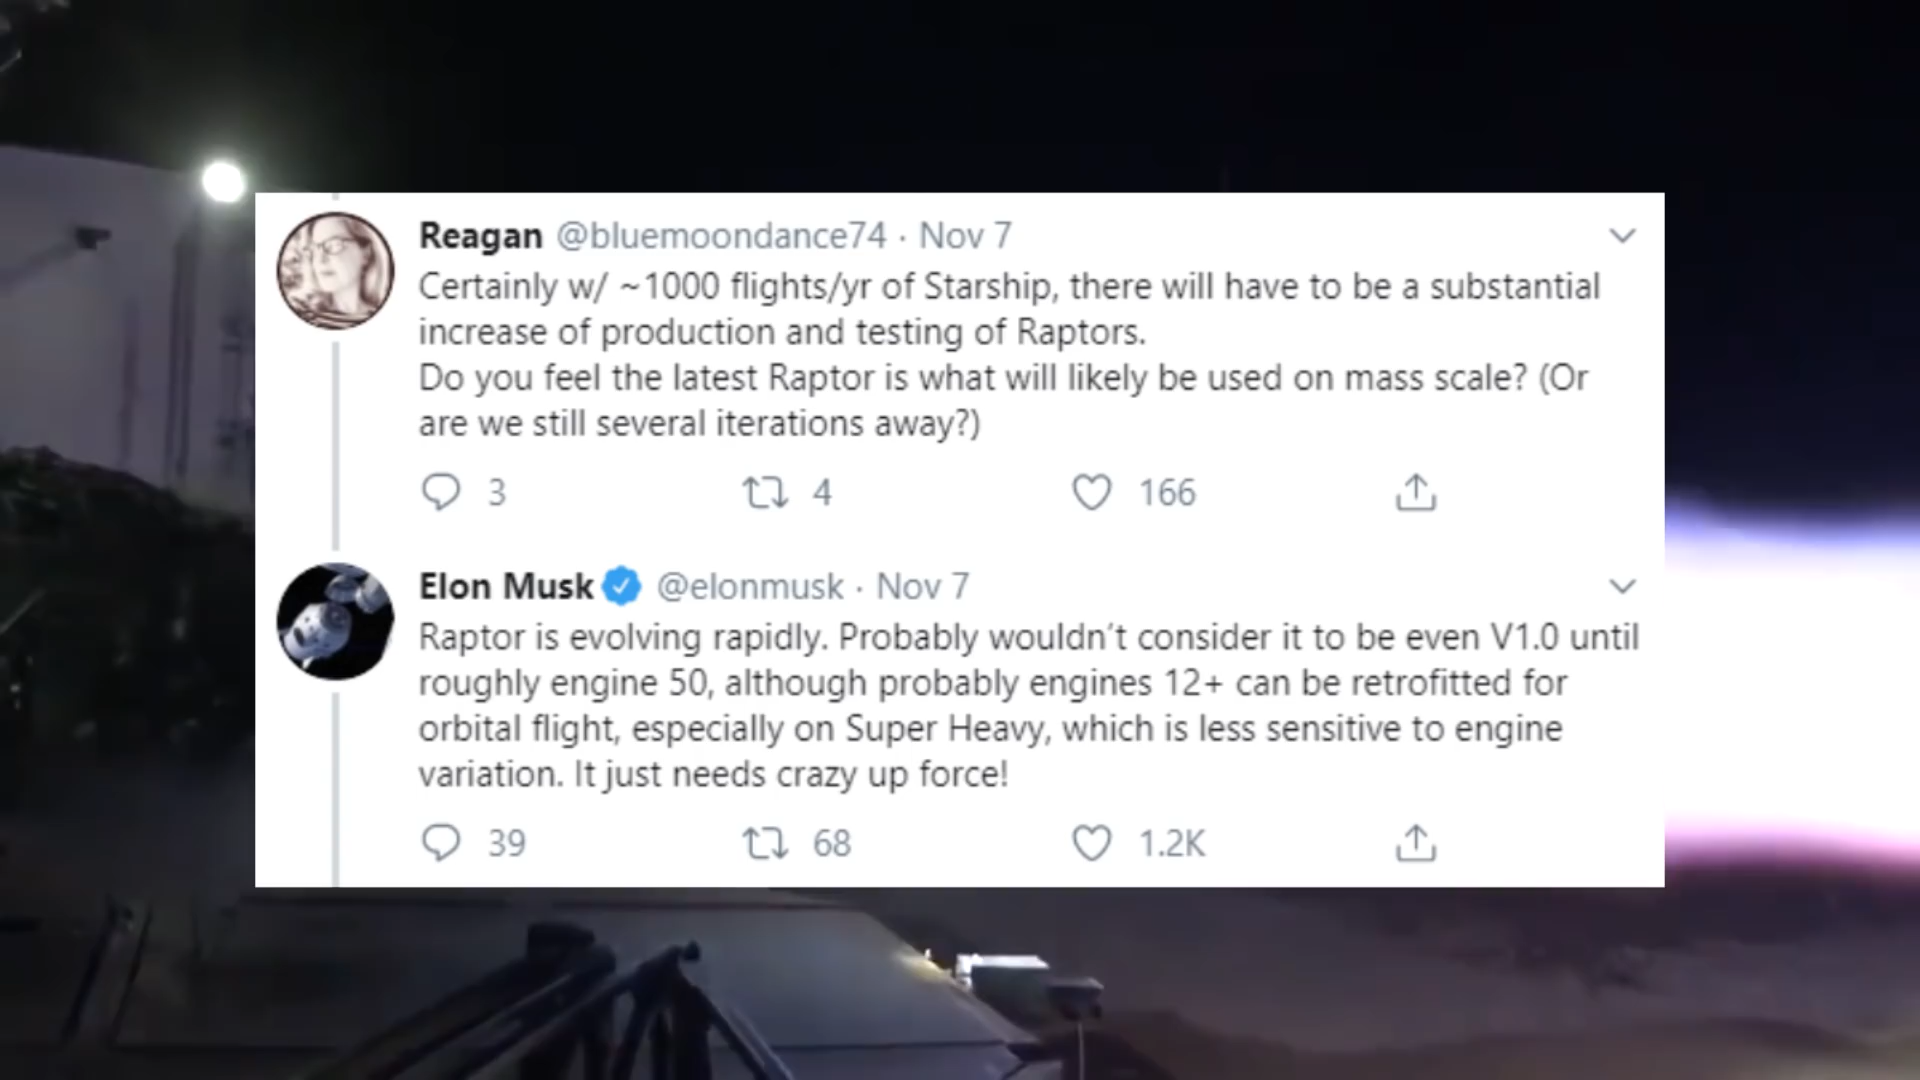 Reagan @bluemoondance74 · Nov 7
Certainly w/ ~1000 flights/yr of Starship, there will have to be a substantial
increase of production and testing of Raptors.
Do you feel the latest Raptor is what will likely be used on mass scale? (Or
are we still several iterations away?)
3 4 166
Elon Musk @elonmusk · Nov 7
Raptor is evolving rapidly. Probably wouldn’t consider it to be even V1.0 until
roughly engine 50, although probably engines 12+ can be retrofitted for
orbital flight, especially on Super Heavy, which is less sensitive to engine
variation. It just needs crazy up force!
39 68 1.2K